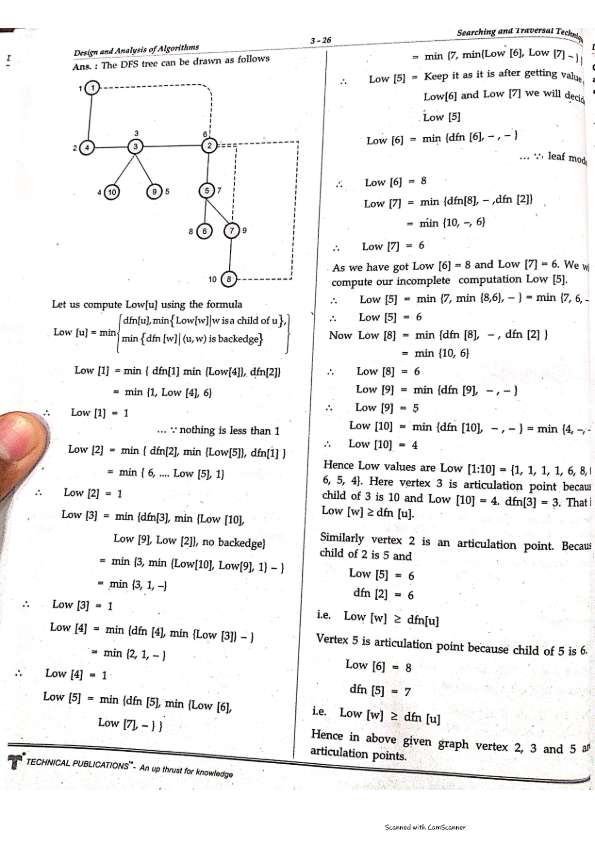 Design and Analysis of Algorithms
3 - 26
Searching and Traversal
Ans. : The DFS tree can be drawn as follows
1 1
2 4
3
3
6
2
4 10
9 5
5 7
8 6
7 9
10 8
Let us compute Low[u] using the formula
Low [u] = min { dfn[u], min{ Low[w] | w is a child of u },
min { dfn [w] | (u, w) is backedge }
Low [1] = min { dfn[1] min {Low[4]}, dfn[2]}
= min {1, Low [4], 6}
∴ Low [1] = 1
... ∵ nothing is less than 1
Low [2] = min { dfn[2], min {Low[5]}, dfn[1] }
= min { 6, .... Low [5], 1}
∴ Low [2] = 1
Low [3] = min {dfn[3], min {Low [10],
Low [9], Low [2]}, no backedge}
= min {3, min {Low[10], Low[9], 1} – }
= min {3, 1, –}
∴ Low [3] = 1
Low [4] = min {dfn [4], min {Low [3]} – }
= min {2, 1, – }
∴ Low [4] = 1
Low [5] = min {dfn [5], min {Low [6],
Low [7], – } }
= min {7, min{Low [6], Low [7] – }
∴ Low [5] = Keep it as it is after getting value
Low[6] and Low [7] we will
Low [5]
Low [6] = min {dfn [6], – , – }
... ∵ leaf
∴ Low [6] = 8
Low [7] = min {dfn[8], – ,dfn [2]}
= min {10, –, 6}
∴ Low [7] = 6
As we have got Low [6] = 8 and Low [7] = 6. We
compute our incomplete computation Low [5].
∴ Low [5] = min {7, min {8,6}, – } = min {7, 6, –
∴ Low [5] = 6
Now Low [8] = min {dfn [8], – , dfn [2] }
= min {10, 6}
∴ Low [8] = 6
Low [9] = min {dfn [9], – , – }
∴ Low [9] = 5
Low [10] = min {dfn [10], – , – } = min {4, –, –
∴ Low [10] = 4
Hence Low values are Low [1:10] = {1, 1, 1, 1, 6, 8,
6, 5, 4}. Here vertex 3 is articulation point
child of 3 is 10 and Low [10] = 4. dfn[3] = 3. That
Low [w] ≥ dfn [u].
Similarly vertex 2 is an articulation point.
child of 2 is 5 and
Low [5] = 6
dfn [2] = 6
i.e. Low [w] ≥ dfn[u]
Vertex 5 is articulation point because child of 5 is 6.
Low [6] = 8
dfn [5] = 7
i.e. Low [w] ≥ dfn [u]
Hence in above given graph vertex 2, 3 and 5
articulation points.
TECHNICAL PUBLICATIONS™ - An up thrust for knowledge
Scanned with CamScanner